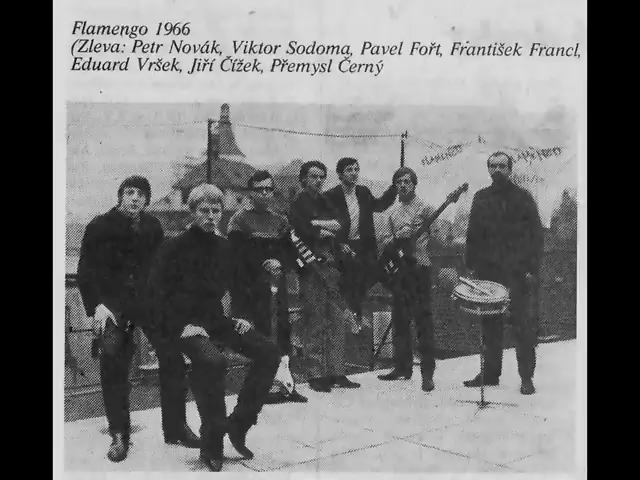 Flamengo 1966
(Zleva: Petr Novák, Viktor Sodoma, Pavel Fořt, František Francl,
Eduard Vršek, Jiří Čížek, Přemysl Černý